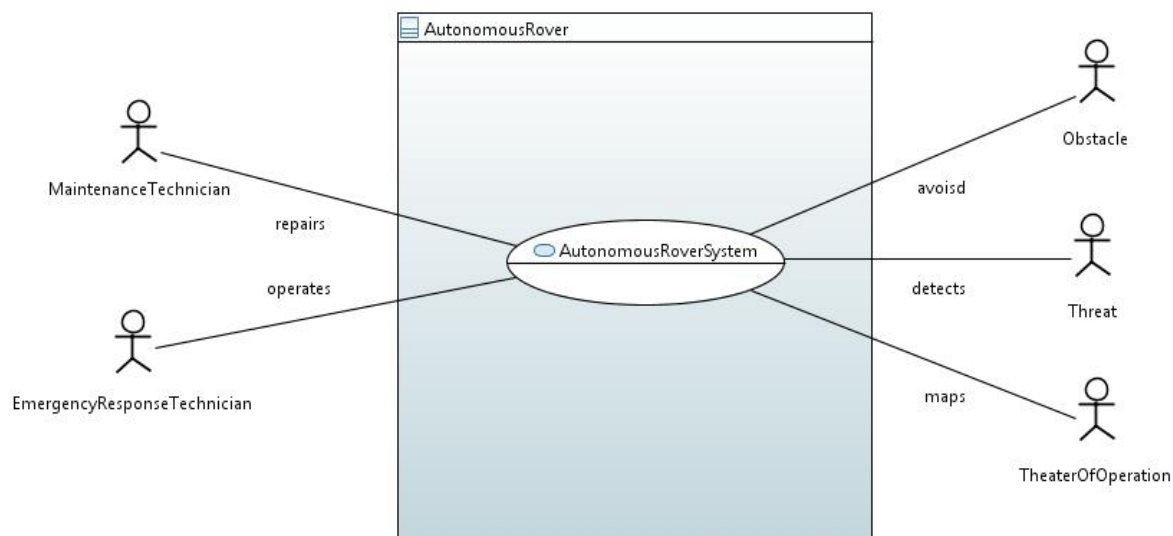 AutonomousRover
Obstacle
MaintenanceTechnician
avoisd
repairs
AutonomousRoverSystem
operates
detects
Threat
EmergencyResponseTechnician
maps
TheaterOfOperation